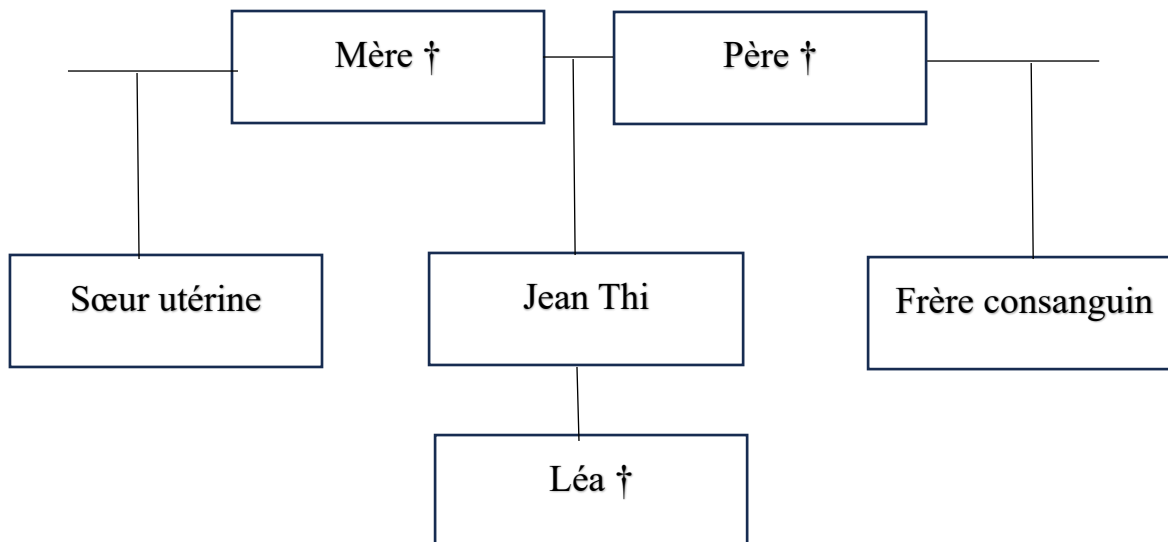 Mère †
Père †
Sœur utérine
Jean Thi
Frère consanguin
Léa †